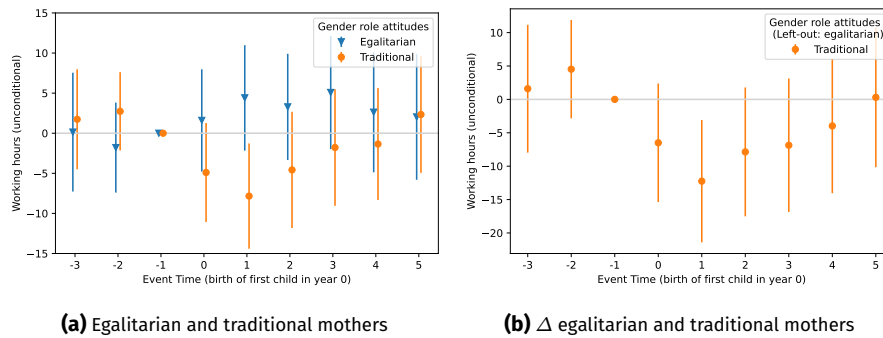 Gender role attitudes
Egalitarian
Traditional
Working hours (unconditional)
15
10
5
0
−5
−10
−15
-3 -2 -1 0 1 2 3 4 5
Event Time (birth of first child in year 0)
(a) Egalitarian and traditional mothers
Gender role attitudes
(Left-out: egalitarian)
Traditional
Working hours (unconditional)
10
5
0
−5
−10
−15
−20
-3 -2 -1 0 1 2 3 4 5
Event Time (birth of first child in year 0)
(b) Δ egalitarian and traditional mothers